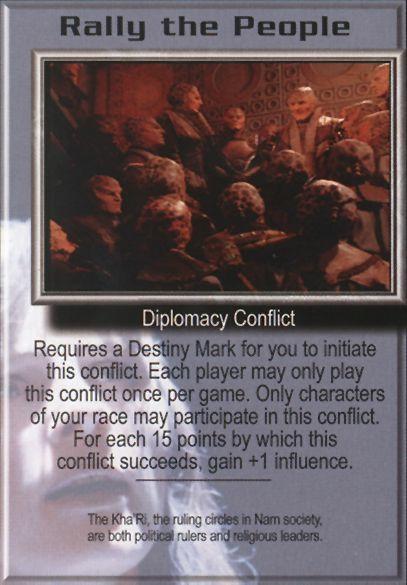 Rally the People
Diplomacy Conflict
Requires a Destiny Mark for you to initiate
this conflict. Each player may only play
this conflict once per game. Only characters
of your race may participate in this conflict.
For each 15 points by which this
conflict succeeds, gain +1 influence.
The Kha'Ri, the ruling circles in Narn society,
are both political rulers and religious leaders.